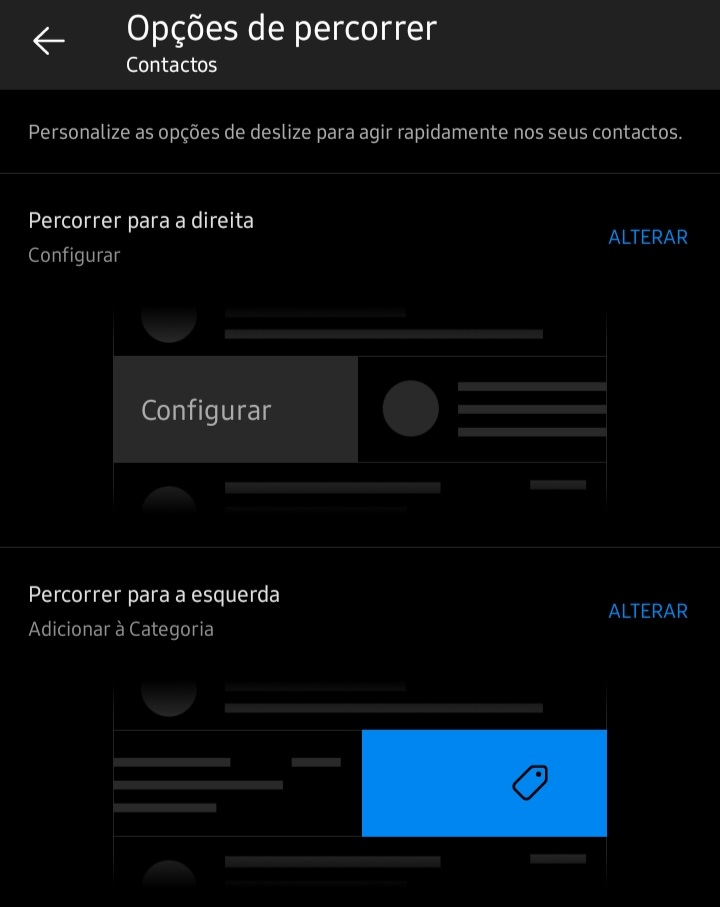 Opções de percorrer
Contactos
Personalize as opções de deslize para agir rapidamente nos seus contactos.
Percorrer para a direita
Configurar
ALTERAR
Configurar
Percorrer para a esquerda
Adicionar à Categoria
ALTERAR